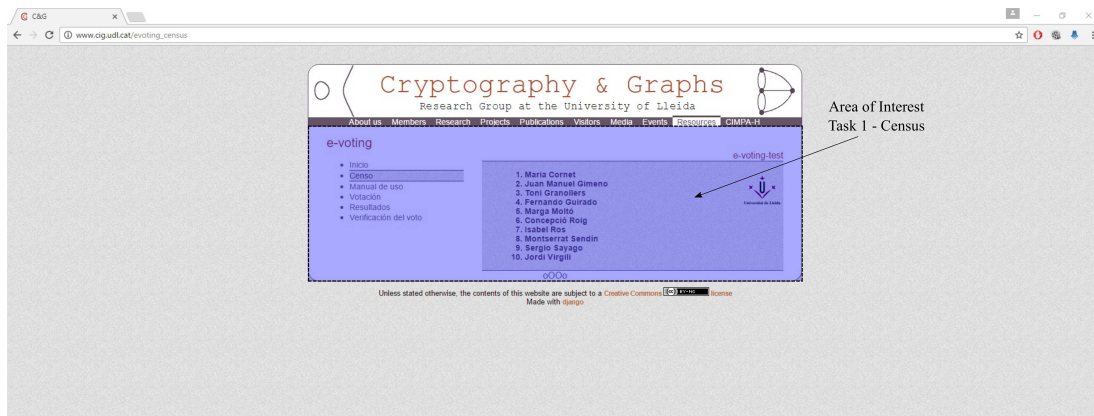 C&G
www.cig.udl.cat/evoting_census
Cryptography & Graphs
Research Group at the University of Lleida
About us Members Research Projects Publications Visitors Media Events Resources CIMPA-H
Area of Interest
Task 1 - Census
e-voting
e-voting-test
Inicio
Censo
Manual de uso
Votación
Resultados
Verificación del voto
1. Maria Cornet
2. Juan Manuel Gimeno
3. Toni Granollers
4. Fernando Guirado
5. Marga Moltó
6. Concepció Roig
7. Isabel Ros
8. Montserrat Sendín
9. Sergio Sayago
10. Jordi Virgili
Universitat de Lleida
oOOo
Unless stated otherwise, the contents of this website are subject to a Creative Commons (cc) BY-NC license
Made with django